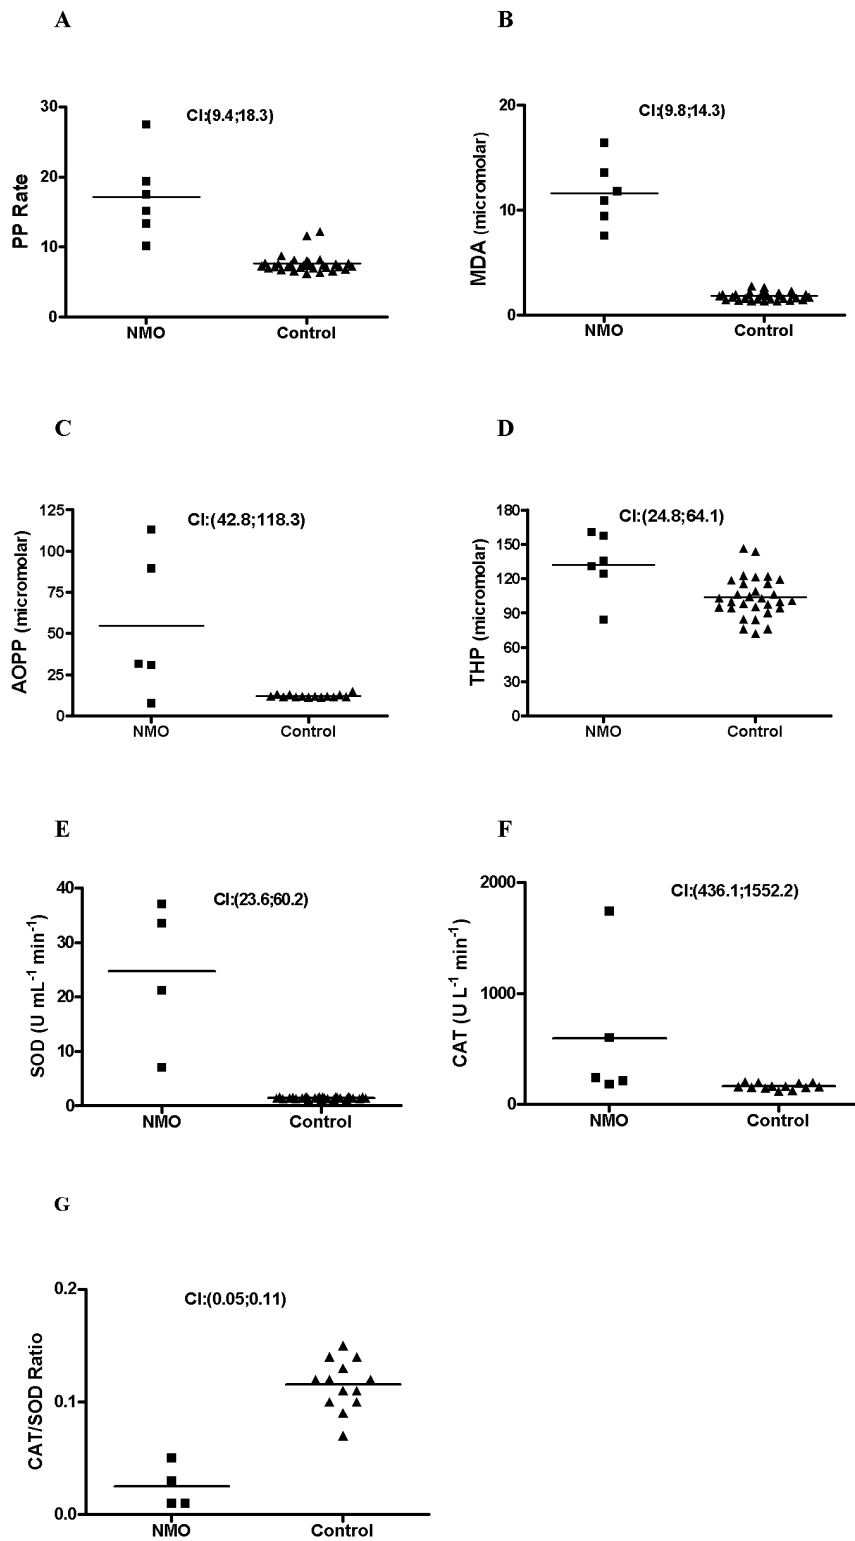 A
B
CI:(9.4;18.3)
30
20
10
0
PP Rate
NMO
Control
CI:(9.8;14.3)
20
10
0
MDA (micromolar)
NMO
Control
C
D
CI:(42.8;118.3)
125
100
75
50
25
0
AOPP (micromolar)
NMO
Control
CI:(24.8;64.1)
180
150
120
90
60
30
0
THP (micromolar)
NMO
Control
E
F
CI:(23.6;60.2)
40
30
20
10
0
SOD (U mL⁻¹ min⁻¹)
NMO
Control
CI:(436.1;1552.2)
2000
1000
0
CAT (U L⁻¹ min⁻¹)
NMO
Control
G
CI:(0.05;0.11)
0.2
0.1
0.0
CAT/SOD Ratio
NMO
Control